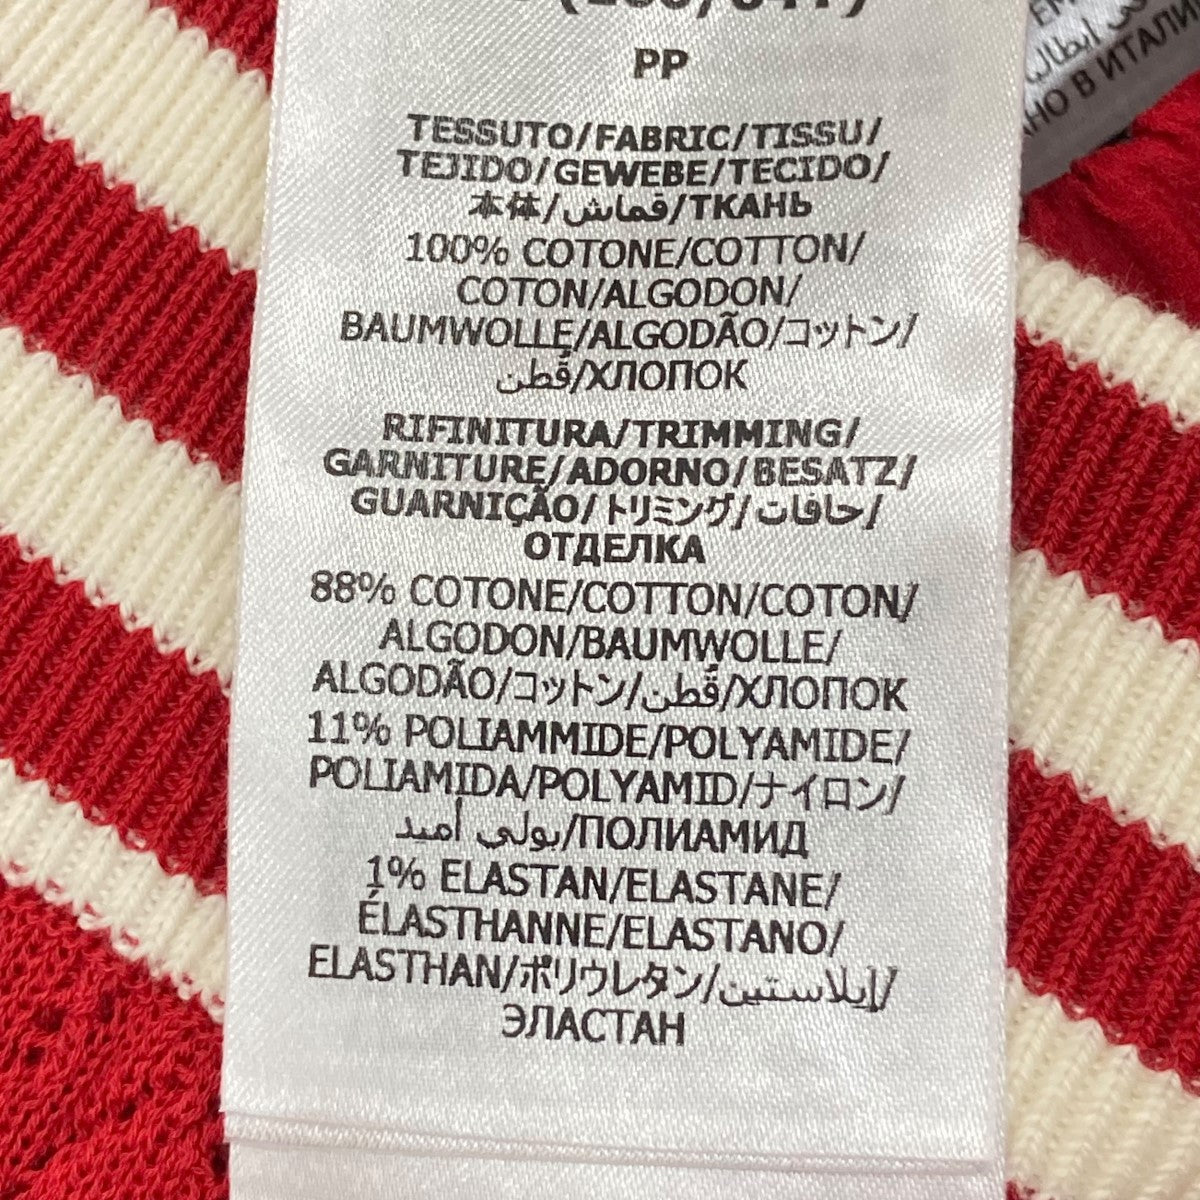 PP
TESSUTO/FABRIC/TISSU/
TEJIDO/GEWEBE/TECIDO/
本体/قماش/ТКАНЬ
100% COTONE/COTTON/
COTON/ALGODON/
BAUMWOLLE/ALGODÃO/コットン/
قُطن/ХЛОПОК
RIFINITURA/TRIMMING/
GARNITURE/ADORNO/BESATZ/
GUARNIÇÃO/トリミング/حافات/
ОТДЕЛКА
88% COTONE/COTTON/COTON/
ALGODON/BAUMWOLLE/
ALGODÃO/コットン/قُطن/ХЛОПОК
11% POLIAMMIDE/POLYAMIDE/
POLIAMIDA/POLYAMID/ナイロン/
بولي أميد/ПОЛИАМИД
1% ELASTAN/ELASTANE/
ÉLASTHANNE/ELASTANO/
ELASTHAN/ポリウレタン/إيلاستين/
ЭЛАСТАН